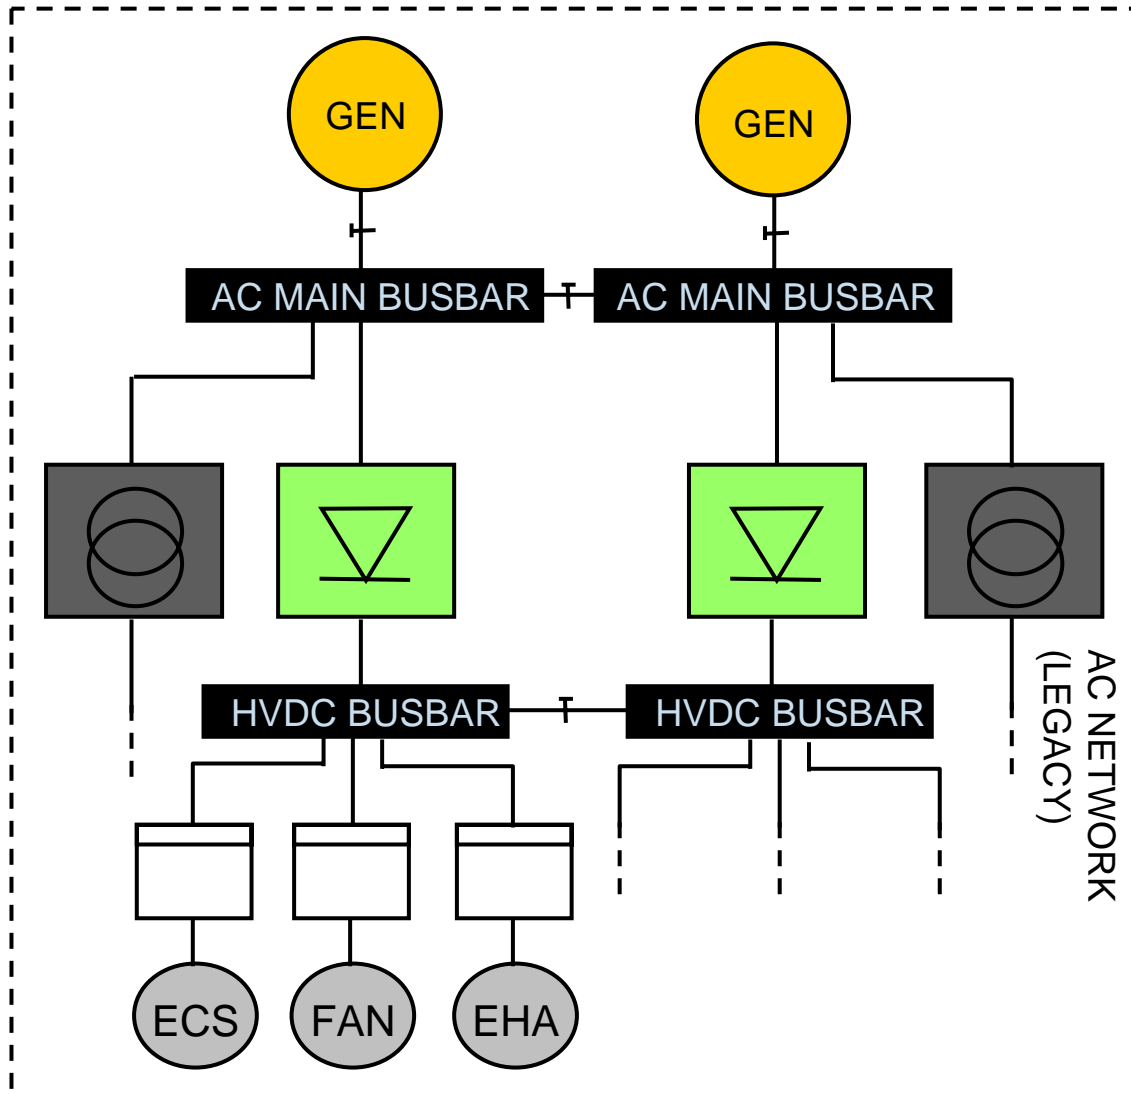 GEN
GEN
AC MAIN BUSBAR
AC MAIN BUSBAR
AC NETWORK
(LEGACY)
HVDC BUSBAR
HVDC BUSBAR
ECS
FAN
EHA